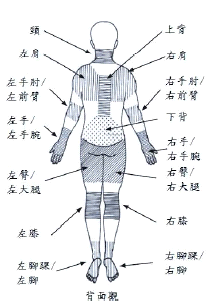 頸
上背
左肩
右肩
左手肘/
左前臂
右手肘/
右前臂
左手/
左手腕
下背
右手/
右手腕
左臀/
左大腿
右臀/
右大腿
左膝
右膝
左腳踝/
左腳
右腳踝/
右腳
背面觀